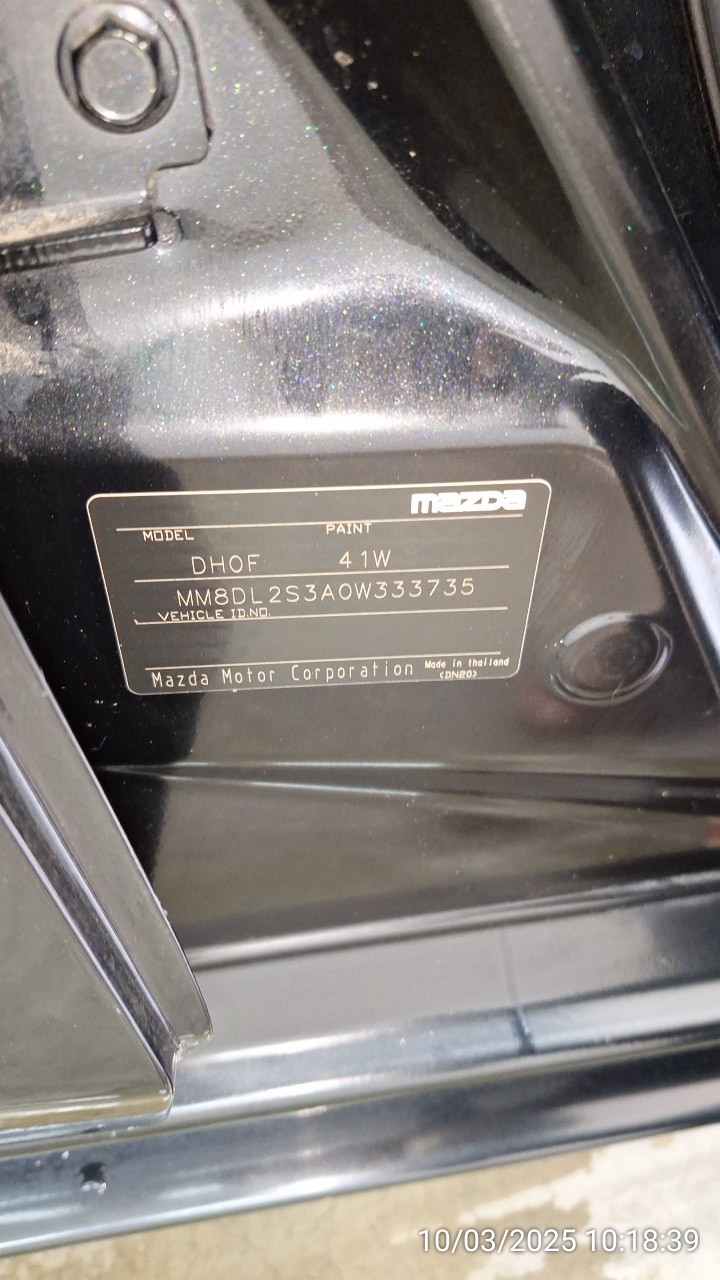 mazda
MODEL PAINT
DH0F 41W
MM8DL2S3A0W333735
VEHICLE ID.NO.
Mazda Motor Corporation Made in thailand
<DN20>
10/03/2025 10:18:39